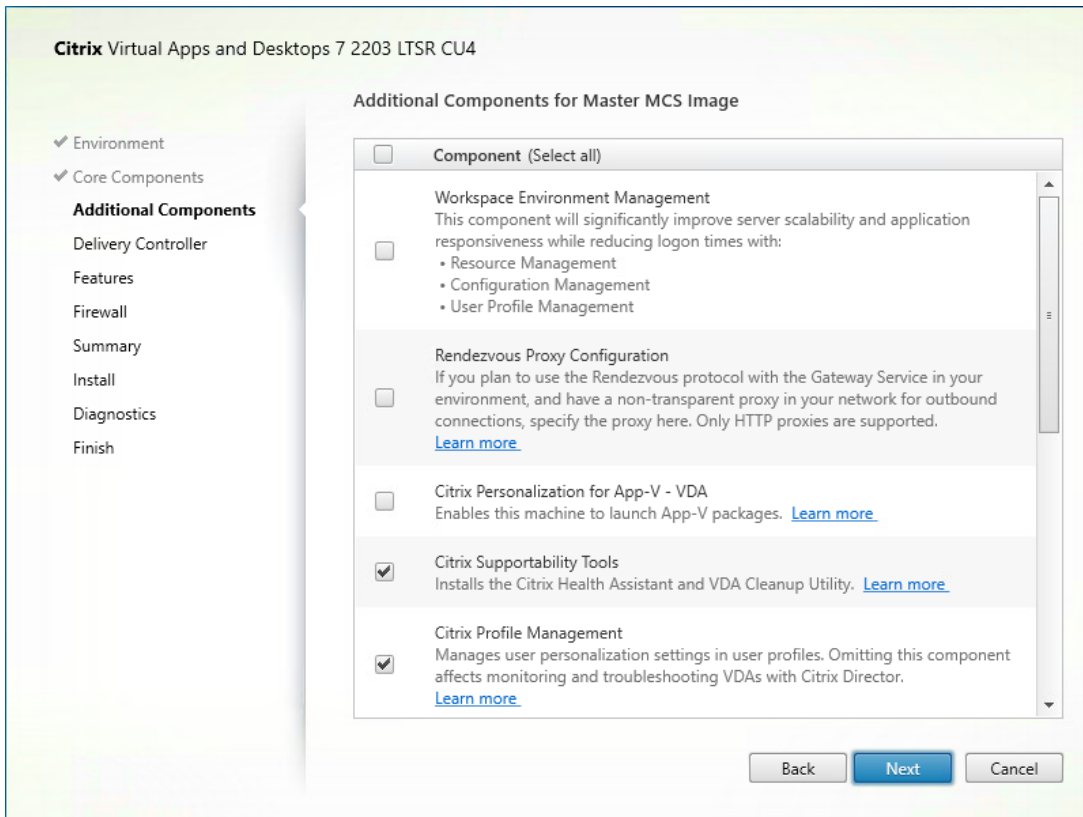 Citrix Virtual Apps and Desktops 7 2203 LTSR CU4
Environment
Core Components
Additional Components
Delivery Controller
Features
Firewall
Summary
Install
Diagnostics
Finish
Additional Components for Master MCS Image
Component (Select all)
Workspace Environment Management
This component will significantly improve server scalability and application
responsiveness while reducing logon times with:
• Resource Management
• Configuration Management
• User Profile Management
Rendezvous Proxy Configuration
If you plan to use the Rendezvous protocol with the Gateway Service in your
environment, and have a non-transparent proxy in your network for outbound
connections, specify the proxy here. Only HTTP proxies are supported.
Learn more
Citrix Personalization for App-V - VDA
Enables this machine to launch App-V packages. Learn more
Citrix Supportability Tools
Installs the Citrix Health Assistant and VDA Cleanup Utility. Learn more
Citrix Profile Management
Manages user personalization settings in user profiles. Omitting this component
affects monitoring and troubleshooting VDAs with Citrix Director.
Learn more
Back Next Cancel